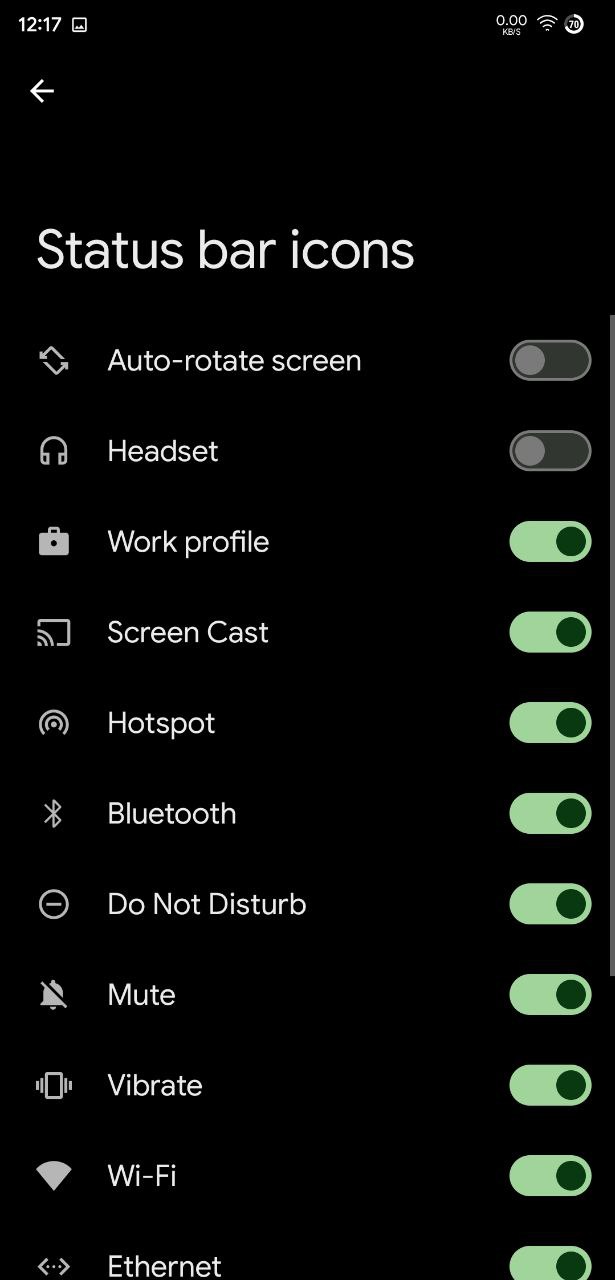 12:17
0.00
KB/S
70
Status bar icons
Auto-rotate screen
Headset
Work profile
Screen Cast
Hotspot
Bluetooth
Do Not Disturb
Mute
Vibrate
Wi-Fi
Ethernet